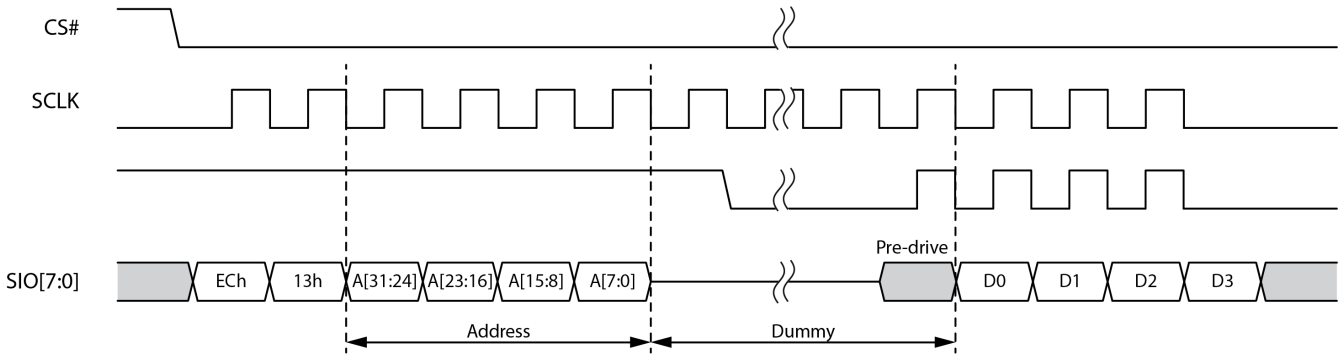 CS#
SCLK
Pre-drive
SIO[7:0]
ECh 13h A[31:24] A[23:16] A[15:8] A[7:0] D0 D1 D2 D3
Address Dummy